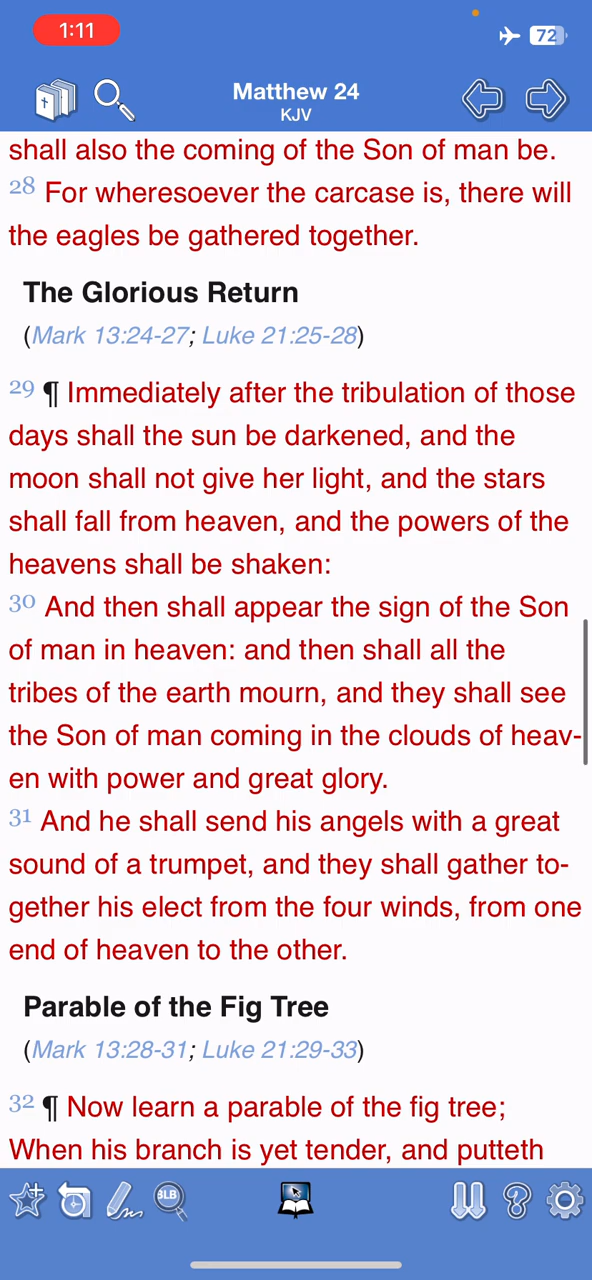 1:11
72
Matthew 24
KJV
shall also the coming of the Son of man be.
28 For wheresoever the carcase is, there will
the eagles be gathered together.
The Glorious Return
(Mark 13:24-27; Luke 21:25-28)
29 ¶ Immediately after the tribulation of those
days shall the sun be darkened, and the
moon shall not give her light, and the stars
shall fall from heaven, and the powers of the
heavens shall be shaken:
30 And then shall appear the sign of the Son
of man in heaven: and then shall all the
tribes of the earth mourn, and they shall see
the Son of man coming in the clouds of heav-
en with power and great glory.
31 And he shall send his angels with a great
sound of a trumpet, and they shall gather to-
gether his elect from the four winds, from one
end of heaven to the other.
Parable of the Fig Tree
(Mark 13:28-31; Luke 21:29-33)
32 ¶ Now learn a parable of the fig tree;
When his branch is yet tender, and putteth
BLB